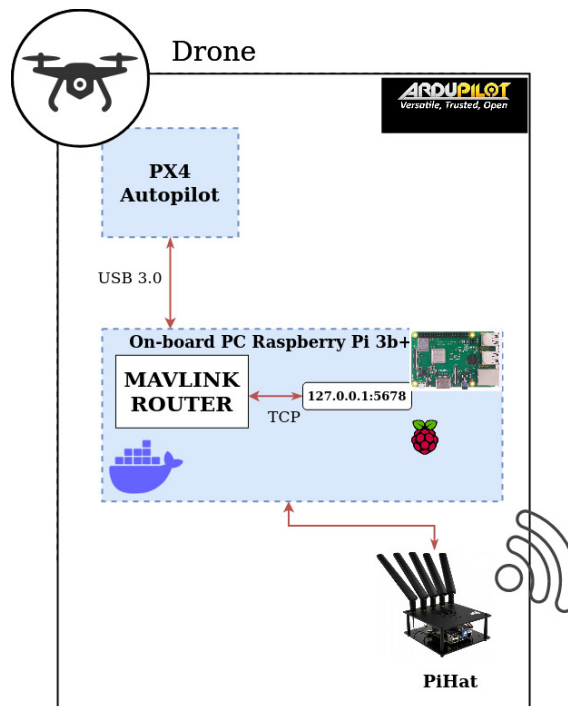 Drone
ARDUPILOT
Versatile, Trusted, Open
PX4
Autopilot
USB 3.0
On-board PC Raspberry Pi 3b+
MAVLINK
ROUTER
127.0.0.1:5678
TCP
PiHat